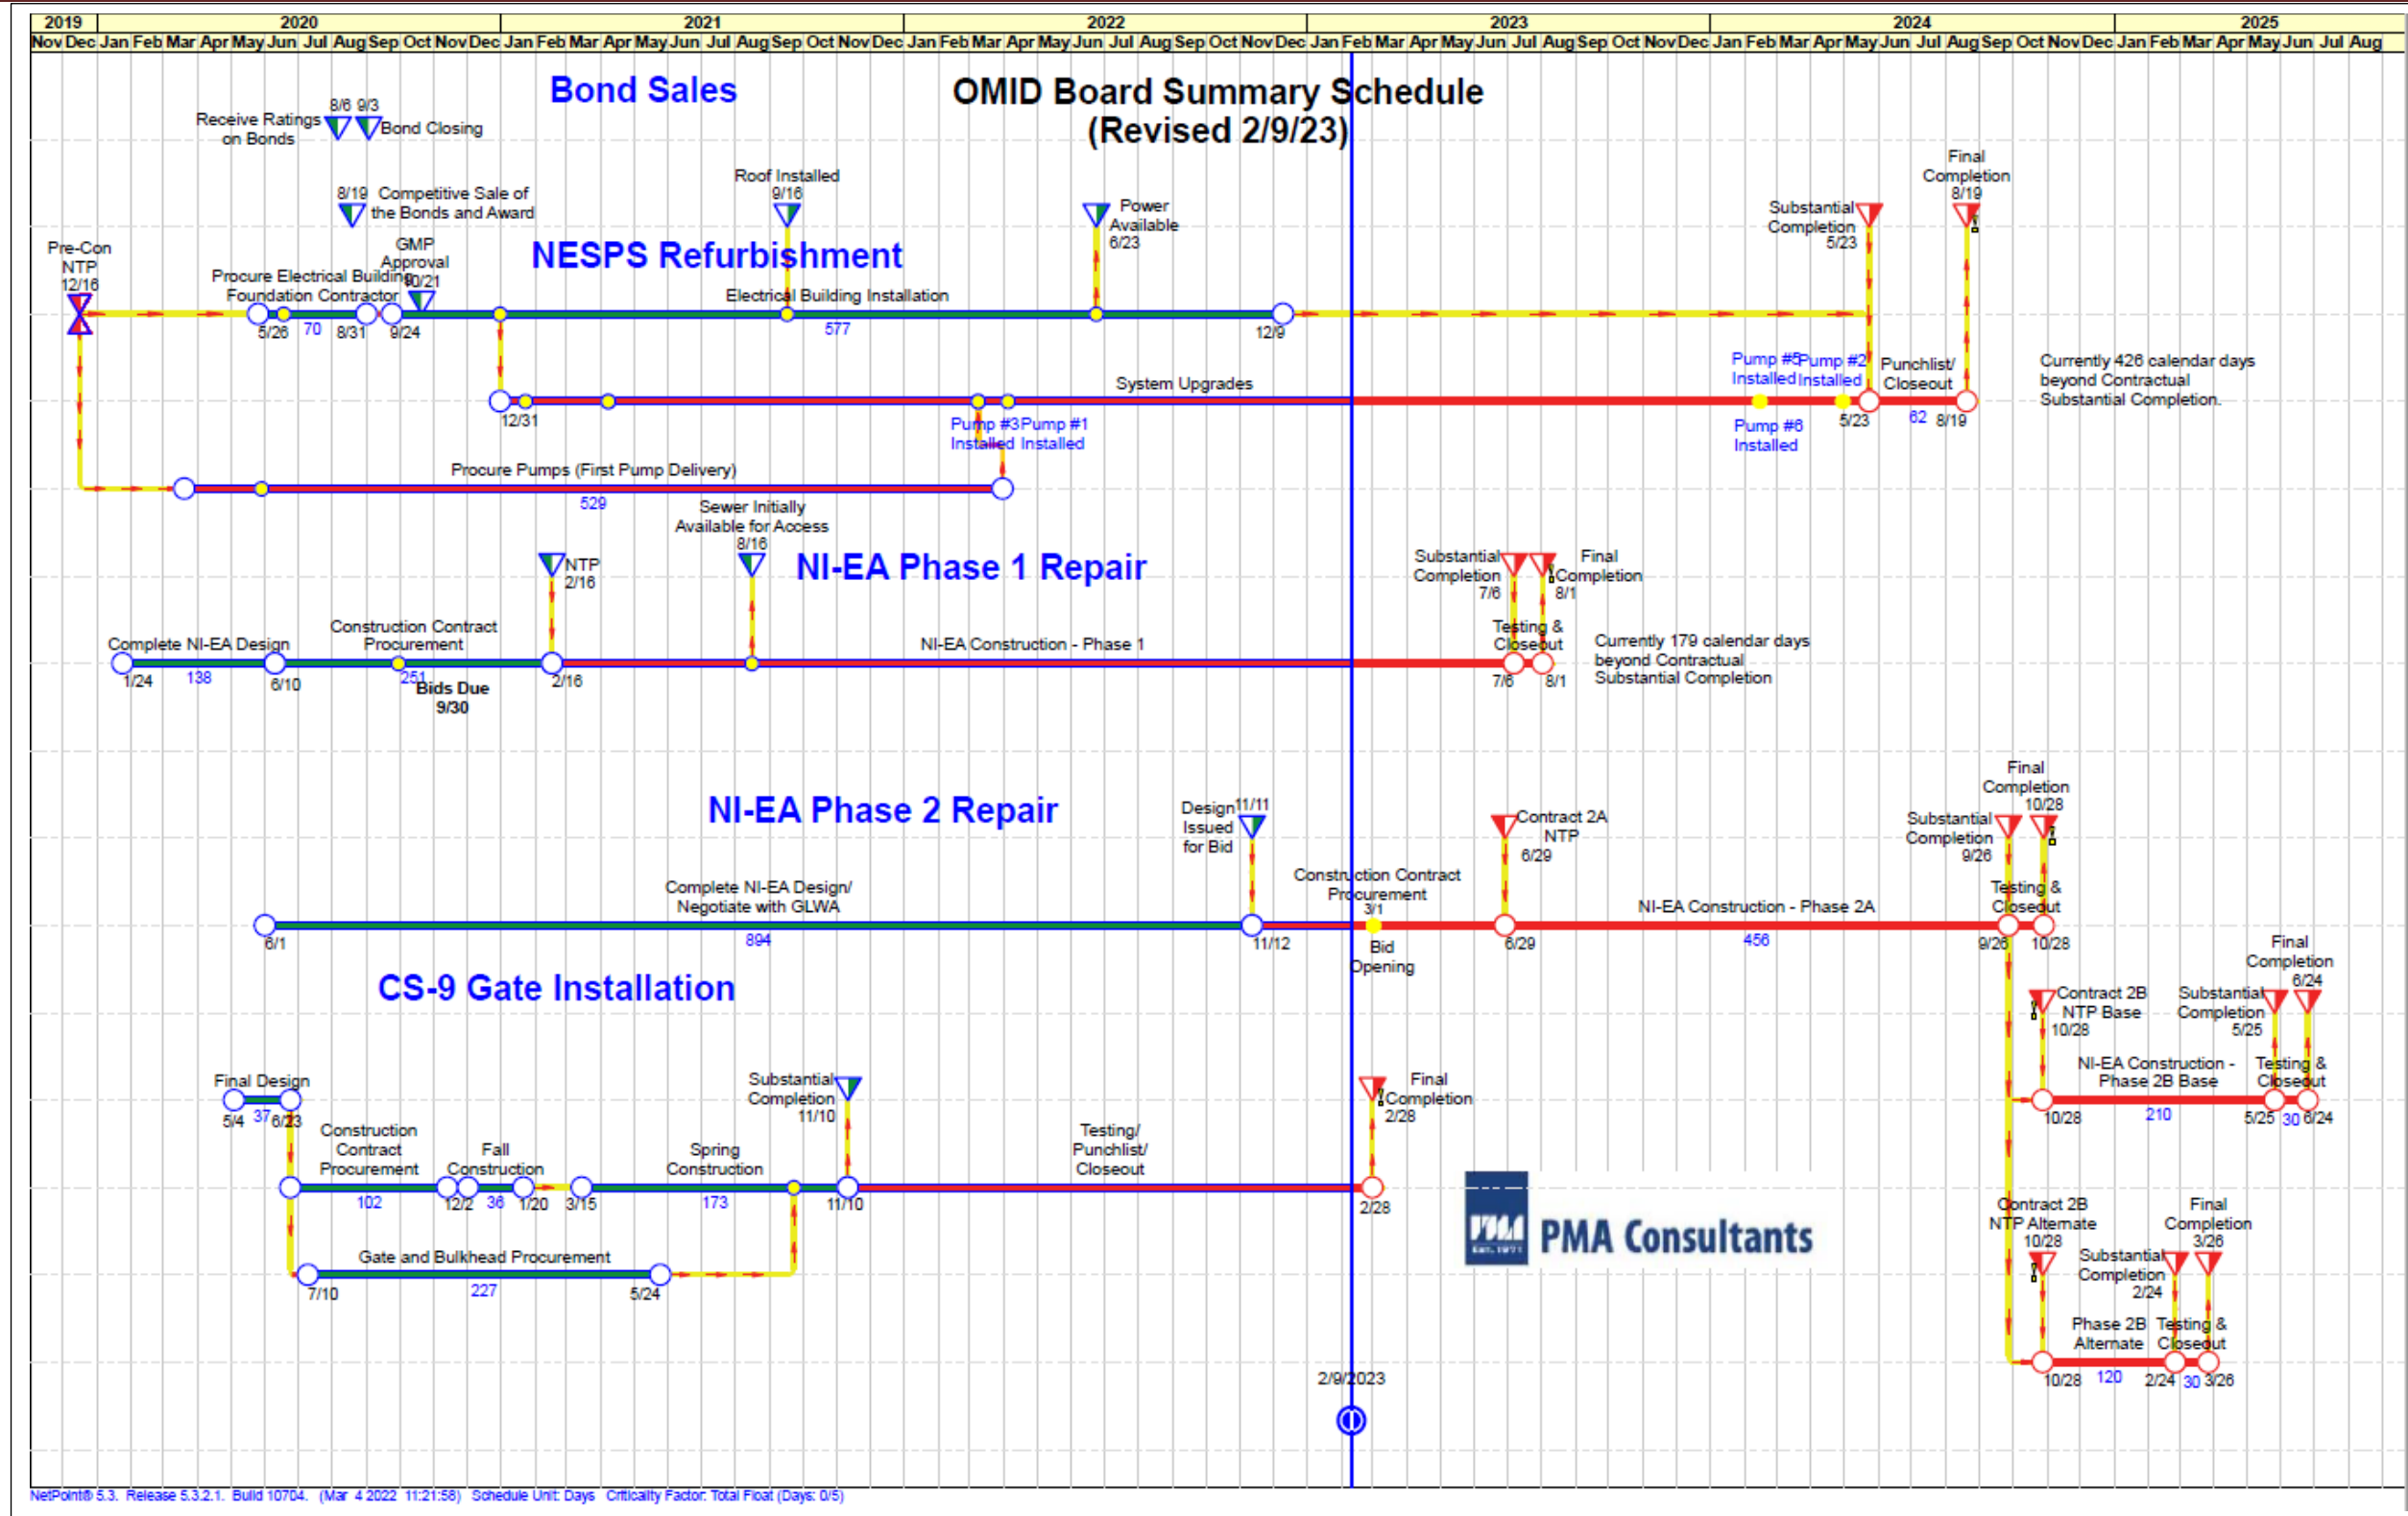 2019 2020 2021 2022 2023 2024 2025
Nov Dec Jan Feb Mar Apr May Jun Jul Aug Sep Oct Nov Dec Jan Feb Mar Apr May Jun Jul Aug Sep Oct Nov Dec Jan Feb Mar Apr May Jun Jul Aug Sep Oct Nov Dec Jan Feb Mar Apr May Jun Jul Aug Sep Oct Nov Dec Jan Feb Mar Apr May Jun Jul Aug Sep Oct Nov Dec Jan Feb Mar Apr May Jun Jul Aug
Bond Sales
OMID Board Summary Schedule
(Revised 2/9/23)
8/6 9/3
Receive Ratings
on Bonds
Bond Closing
8/19 Competitive Sale of
the Bonds and Award
NESPS Refurbishment
Pre-Con
NTP
12/16
Procure Electrical Building
Foundation Contractor
GMP
Approval
10/21
Roof Installed
9/16
Power
Available
6/23
Electrical Building Installation
5/26
70
8/31
9/24
577
12/9
Substantial
Completion
5/23
Final
Completion
8/19
System Upgrades
12/31
Pump #3
Installed
Pump #1
Installed
Pump #5
Installed
Pump #2
Installed
Pump #6
Installed
Punchlist/
Closeout
5/23
62
8/19
Currently 426 calendar days
beyond Contractual
Substantial Completion.
Procure Pumps (First Pump Delivery)
529
NI-EA Phase 1 Repair
NTP
2/16
Sewer Initially
Available for Access
8/16
Substantial
Completion
7/6
Final
Completion
8/1
Complete NI-EA Design
Construction Contract
Procurement
NI-EA Construction - Phase 1
Testing &
Closeout
1/24
138
6/10
251
Bids Due
9/30
2/16
7/6
8/1
Currently 179 calendar days
beyond Contractual
Substantial Completion
NI-EA Phase 2 Repair
Design
Issued
for Bid
11/11
Contract 2A
NTP
6/29
Substantial
Completion
9/26
Final
Completion
10/28
Complete NI-EA Design/
Negotiate with GLWA
Construction Contract
Procurement
3/1
NI-EA Construction - Phase 2A
Testing &
Closeout
6/1
894
11/12
Bid
Opening
6/29
456
9/26
10/28
Contract 2B
NTP Base
10/28
Substantial
Completion
5/25
Final
Completion
6/24
NI-EA Construction -
Phase 2B Base
Testing &
Closeout
10/28
210
5/25
30
6/24
CS-9 Gate Installation
Final Design
5/4
37
6/23
Substantial
Completion
11/10
Final
Completion
2/28
Construction
Contract
Procurement
Fall
Construction
Spring
Construction
Testing/
Punchlist/
Closeout
102
12/2
36
1/20
3/15
173
11/10
2/28
Gate and Bulkhead Procurement
7/10
227
5/24
PMA
EST. 1971
PMA Consultants
Contract 2B
NTP Alternate
10/28
Substantial
Completion
2/24
Final
Completion
3/26
Phase 2B
Alternate
Testing &
Closeout
10/28
120
2/24
30
3/26
2/9/2023
NetPoint® 5.3. Release 5.3.2.1. Build 10704. (Mar 4 2022 11:21:58) Schedule Unit: Days Criticality Factor: Total Float (Days: 0/5)